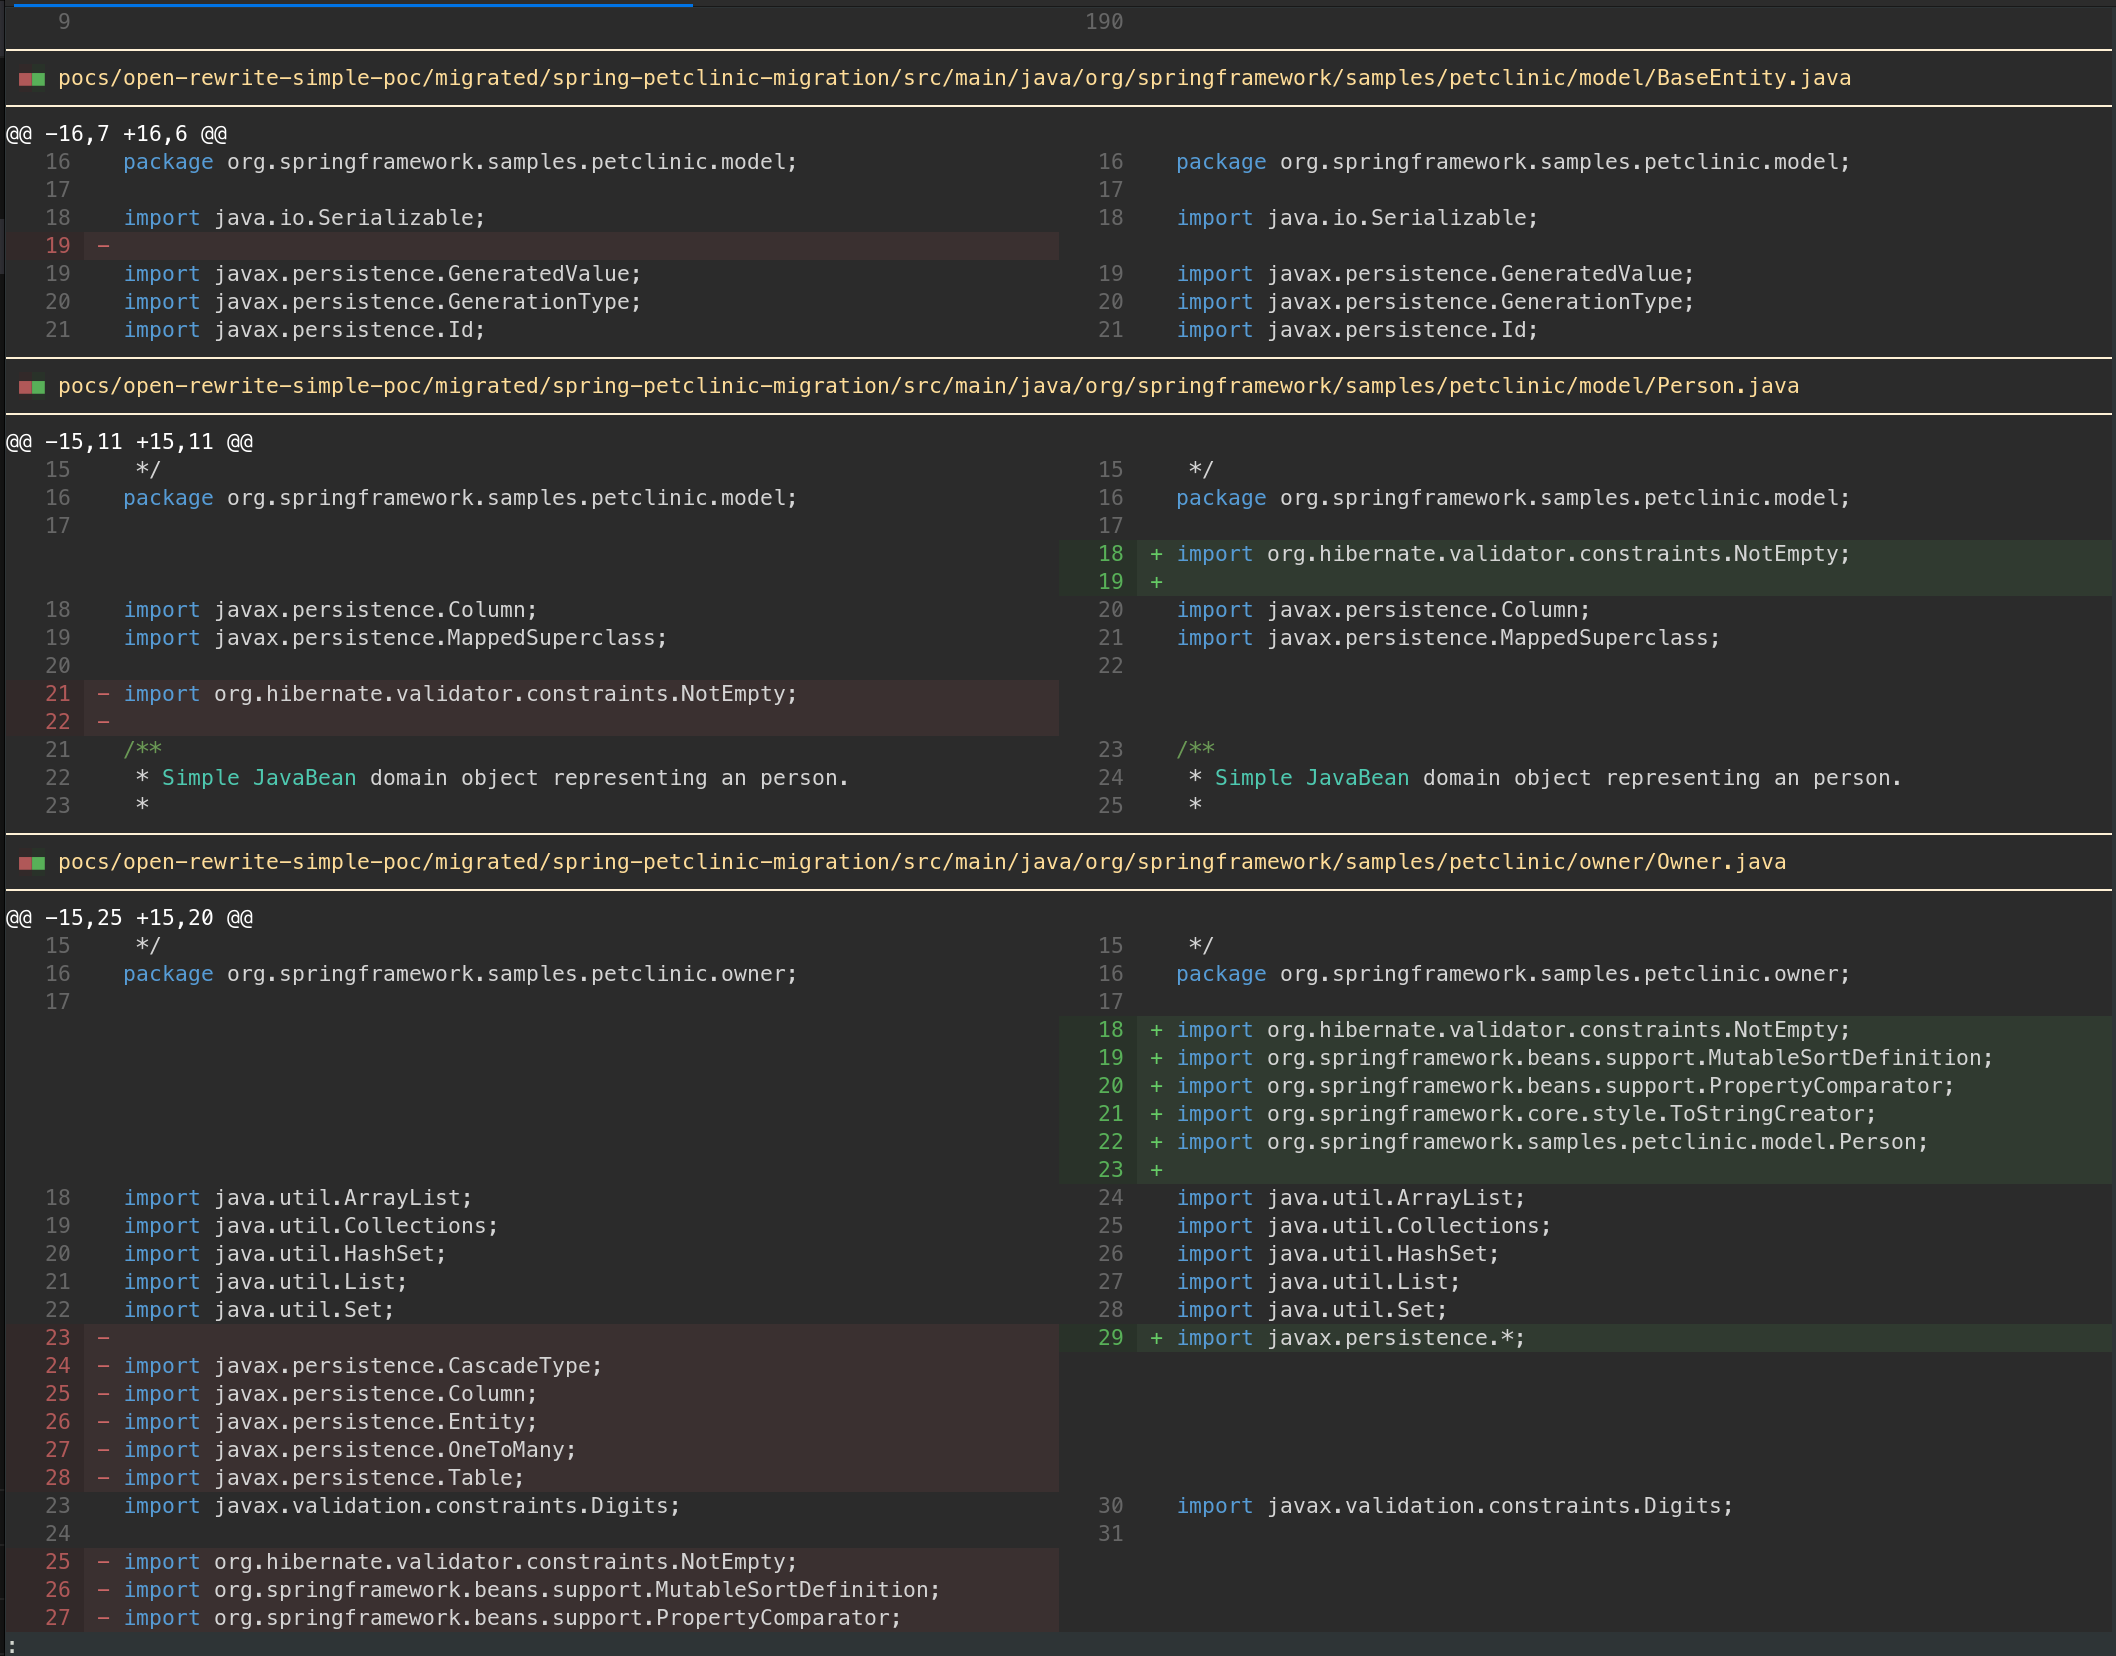 9 190
pocs/open-rewrite-simple-poc/migrated/spring-petclinic-migration/src/main/java/org/springframework/samples/petclinic/model/BaseEntity.java
@@ -16,7 +16,6 @@
16 package org.springframework.samples.petclinic.model; 16 package org.springframework.samples.petclinic.model;
17 17
18 import java.io.Serializable; 18 import java.io.Serializable;
19 -
19 import javax.persistence.GeneratedValue; 19 import javax.persistence.GeneratedValue;
20 import javax.persistence.GenerationType; 20 import javax.persistence.GenerationType;
21 import javax.persistence.Id; 21 import javax.persistence.Id;
pocs/open-rewrite-simple-poc/migrated/spring-petclinic-migration/src/main/java/org/springframework/samples/petclinic/model/Person.java
@@ -15,11 +15,11 @@
15 */ 15 */
16 package org.springframework.samples.petclinic.model; 16 package org.springframework.samples.petclinic.model;
17 17
18 + import org.hibernate.validator.constraints.NotEmpty;
19 +
18 import javax.persistence.Column; 20 import javax.persistence.Column;
19 import javax.persistence.MappedSuperclass; 21 import javax.persistence.MappedSuperclass;
20 22
21 - import org.hibernate.validator.constraints.NotEmpty;
22 -
21 /** 23 /**
22 * Simple JavaBean domain object representing an person. 24 * Simple JavaBean domain object representing an person.
23 * 25 *
pocs/open-rewrite-simple-poc/migrated/spring-petclinic-migration/src/main/java/org/springframework/samples/petclinic/owner/Owner.java
@@ -15,25 +15,20 @@
15 */ 15 */
16 package org.springframework.samples.petclinic.owner; 16 package org.springframework.samples.petclinic.owner;
17 17
18 + import org.hibernate.validator.constraints.NotEmpty;
19 + import org.springframework.beans.support.MutableSortDefinition;
20 + import org.springframework.beans.support.PropertyComparator;
21 + import org.springframework.core.style.ToStringCreator;
22 + import org.springframework.samples.petclinic.model.Person;
23 +
18 import java.util.ArrayList; 24 import java.util.ArrayList;
19 import java.util.Collections; 25 import java.util.Collections;
20 import java.util.HashSet; 26 import java.util.HashSet;
21 import java.util.List; 27 import java.util.List;
22 import java.util.Set; 28 import java.util.Set;
23 - 29 + import javax.persistence.*;
24 - import javax.persistence.CascadeType;
25 - import javax.persistence.Column;
26 - import javax.persistence.Entity;
27 - import javax.persistence.OneToMany;
28 - import javax.persistence.Table;
23 import javax.validation.constraints.Digits; 30 import javax.validation.constraints.Digits;
24 31
25 - import org.hibernate.validator.constraints.NotEmpty;
26 - import org.springframework.beans.support.MutableSortDefinition;
27 - import org.springframework.beans.support.PropertyComparator;
: